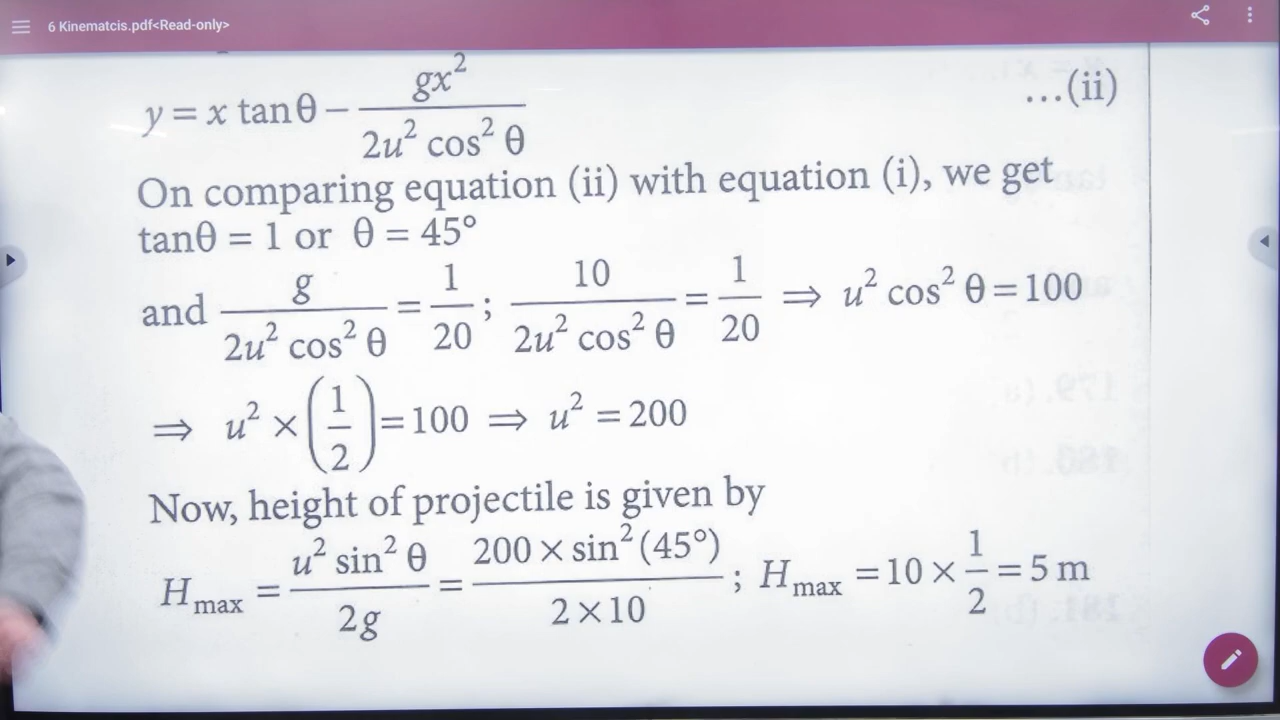 6 Kinematcis.pdf<Read-only>
y = x tanθ − gx² / 2u² cos² θ ...(ii)
On comparing equation (ii) with equation (i), we get
tanθ = 1 or θ = 45°
and g / 2u² cos² θ = 1/20 ; 10 / 2u² cos² θ = 1/20 ⇒ u² cos² θ = 100
⇒ u² × (1/2) = 100 ⇒ u² = 200
Now, height of projectile is given by
H max = u² sin² θ / 2g = 200 × sin² (45°) / 2 × 10 ; H max = 10 × 1/2 = 5 m